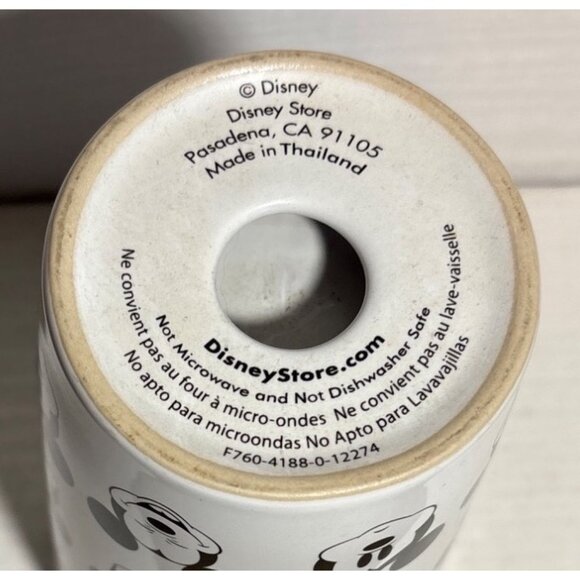 © Disney
Disney Store
Pasadena, CA 91105
Made in Thailand
DisneyStore.com
Not Microwave and Not Dishwasher Safe
Ne convient pas au four à micro-ondes Ne convient pas au lave-vaisselle
No apto para microondas No Apto para Lavavajillas
F760-4188-0-12274